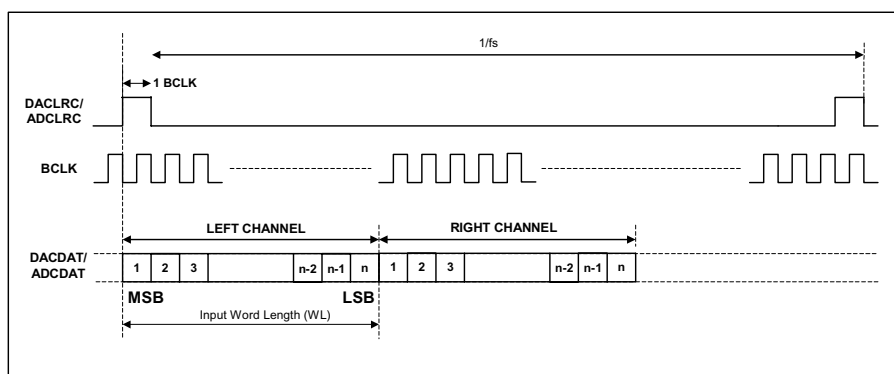 1/fs
1 BCLK
DACLRC/
ADCLRC
BCLK
LEFT CHANNEL RIGHT CHANNEL
DACDAT/
ADCDAT
1 2 3 n-2 n-1 n 1 2 3 n-2 n-1 n
MSB LSB
Input Word Length (WL)